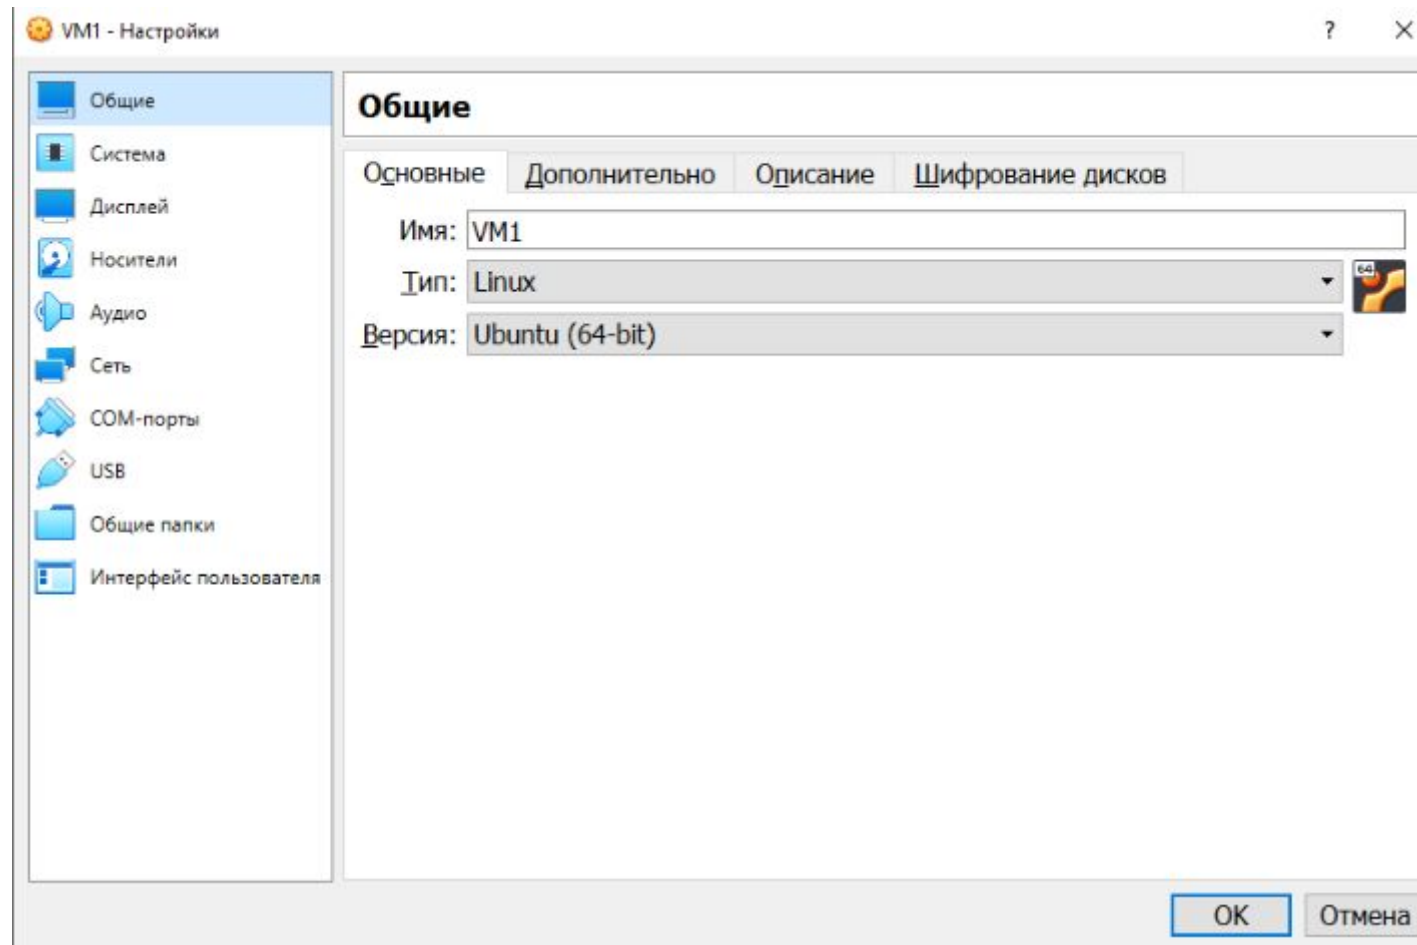 VM1 - Настройки
?
Общие
Система
Дисплей
Носители
Аудио
Сеть
COM-порты
USB
Общие папки
Интерфейс пользователя
Общие
Основные Дополнительно Описание Шифрование дисков
Имя: VM1
Тип: Linux
64
Версия: Ubuntu (64-bit)
OK Отмена